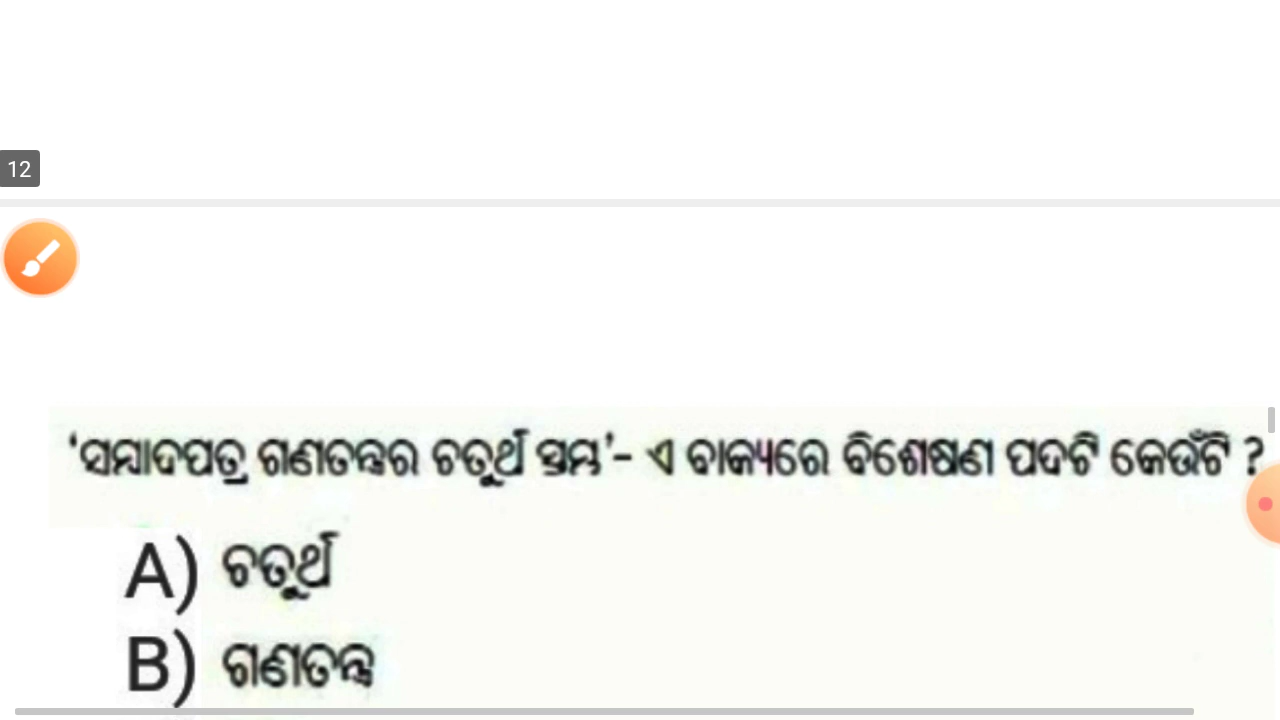 12
‘ସମ୍ବାଦପତ୍ର ଗଣତନ୍ତ୍ରର ଚତୁର୍ଥ ସ୍ତମ୍ଭ’– ଏ ବାକ୍ୟରେ ବିଶେଷଣ ପଦଟି କେଉଁଟି ?
A) ଚତୁର୍ଥ
B) ଗଣତନ୍ତ୍ର